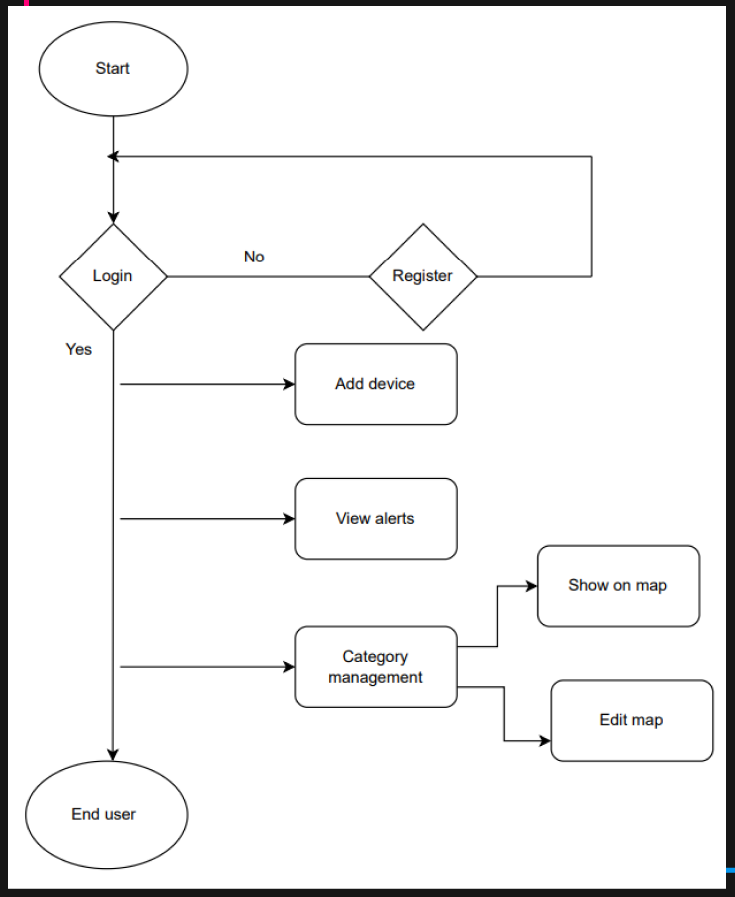 Start
No
Login
Register
Yes
Add device
View alerts
Show on map
Category
management
Edit map
End user